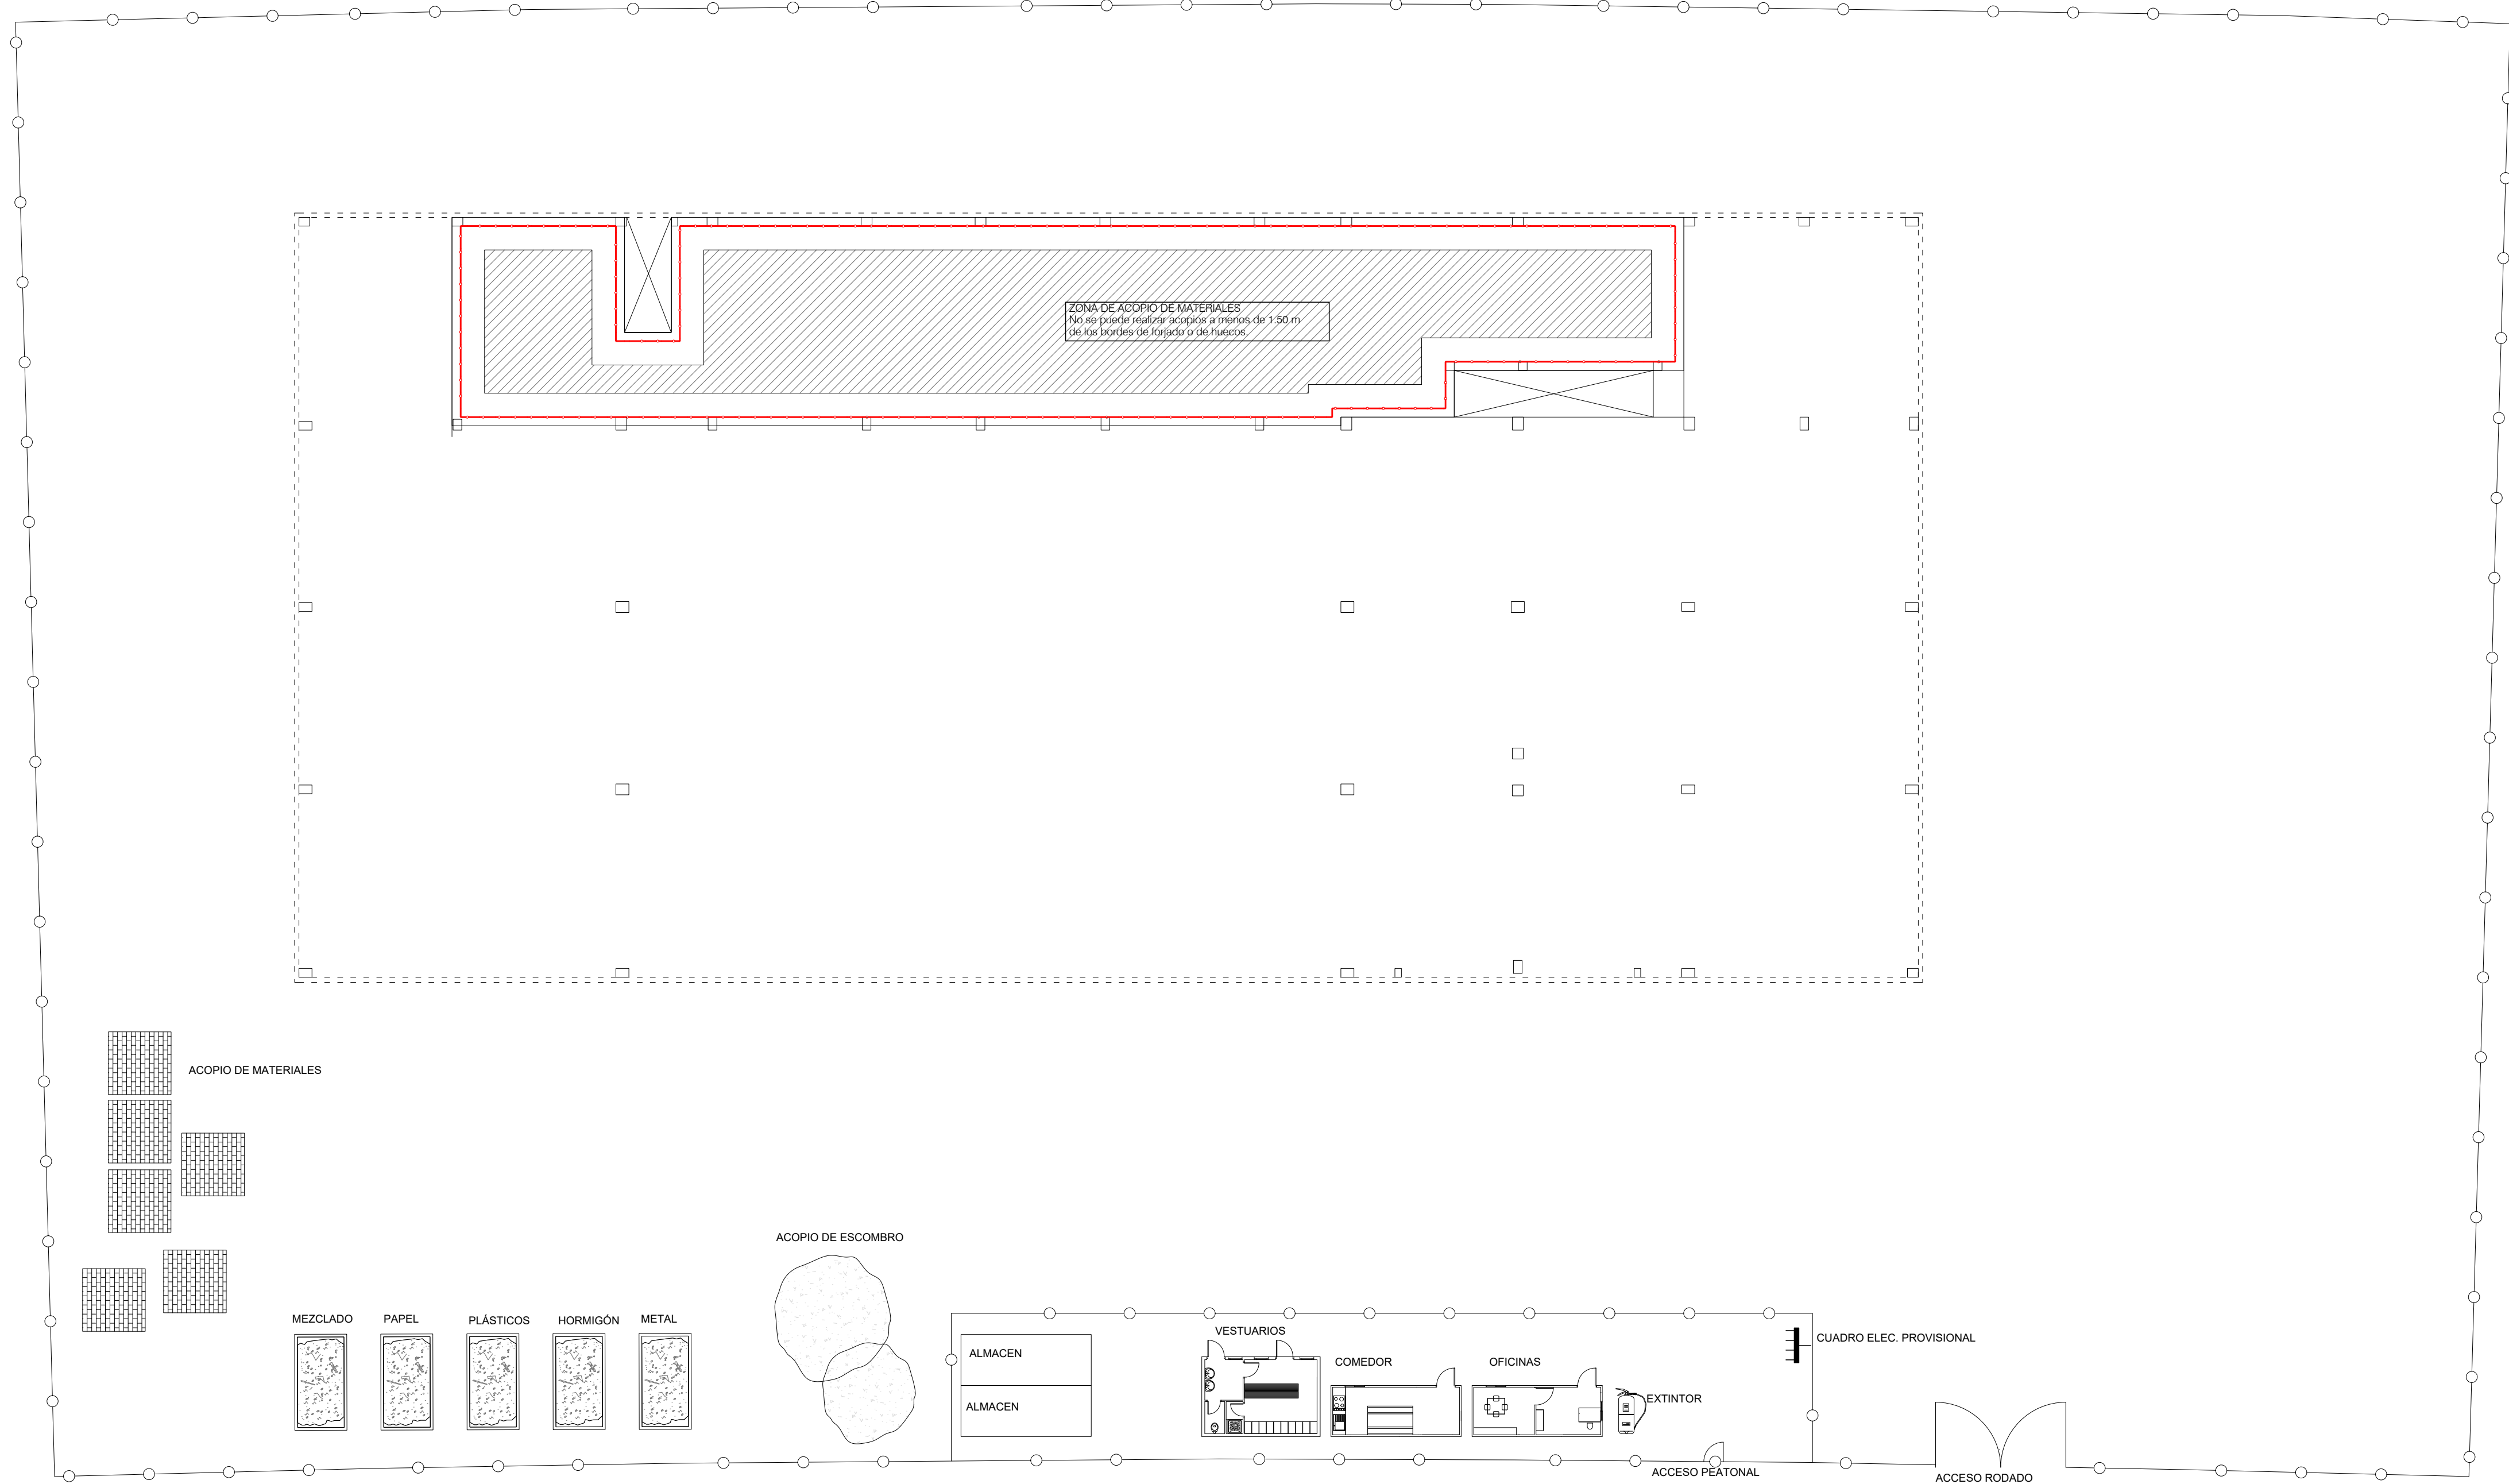 ZONA DE ACOPIO DE MATERIALES
No se puede realizar acopios a menos de 1.50 m
de los bordes de forjado o de huecos.
ACOPIO DE MATERIALES
ACOPIO DE ESCOMBRO
MEZCLADO
PAPEL
PLÁSTICOS
HORMIGÓN
METAL
ALMACEN
ALMACEN
VESTUARIOS
COMEDOR
OFICINAS
EXTINTOR
CUADRO ELEC. PROVISIONAL
ACCESO PEATONAL
ACCESO RODADO